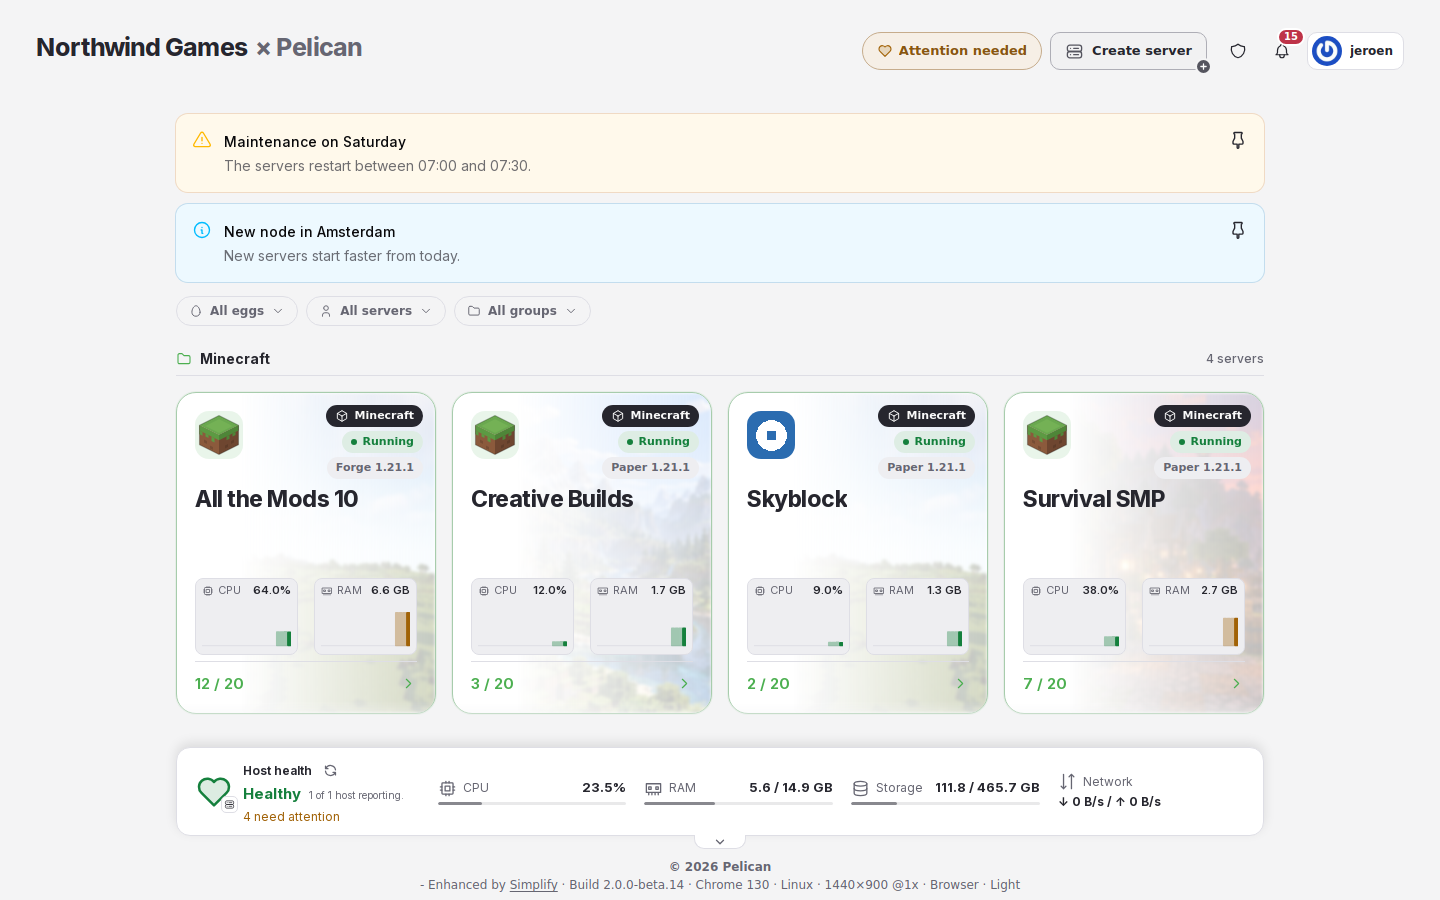 Northwind Games × Pelican
Attention needed
Create server
15
jeroen
Maintenance on Saturday
The servers restart between 07:00 and 07:30.
New node in Amsterdam
New servers start faster from today.
All eggs
All servers
All groups
Minecraft
4 servers
Minecraft
Running
Forge 1.21.1
All the Mods 10
CPU 64.0%
RAM 6.6 GB
12 / 20
Minecraft
Running
Paper 1.21.1
Creative Builds
CPU 12.0%
RAM 1.7 GB
3 / 20
Minecraft
Running
Paper 1.21.1
Skyblock
CPU 9.0%
RAM 1.3 GB
2 / 20
Minecraft
Running
Paper 1.21.1
Survival SMP
CPU 38.0%
RAM 2.7 GB
7 / 20
Host health
Healthy 1 of 1 host reporting.
4 need attention
CPU 23.5%
RAM 5.6 / 14.9 GB
Storage 111.8 / 465.7 GB
Network
↓ 0 B/s / ↑ 0 B/s
© 2026 Pelican
- Enhanced by Simplify · Build 2.0.0-beta.14 · Chrome 130 · Linux · 1440×900 @1x · Browser · Light